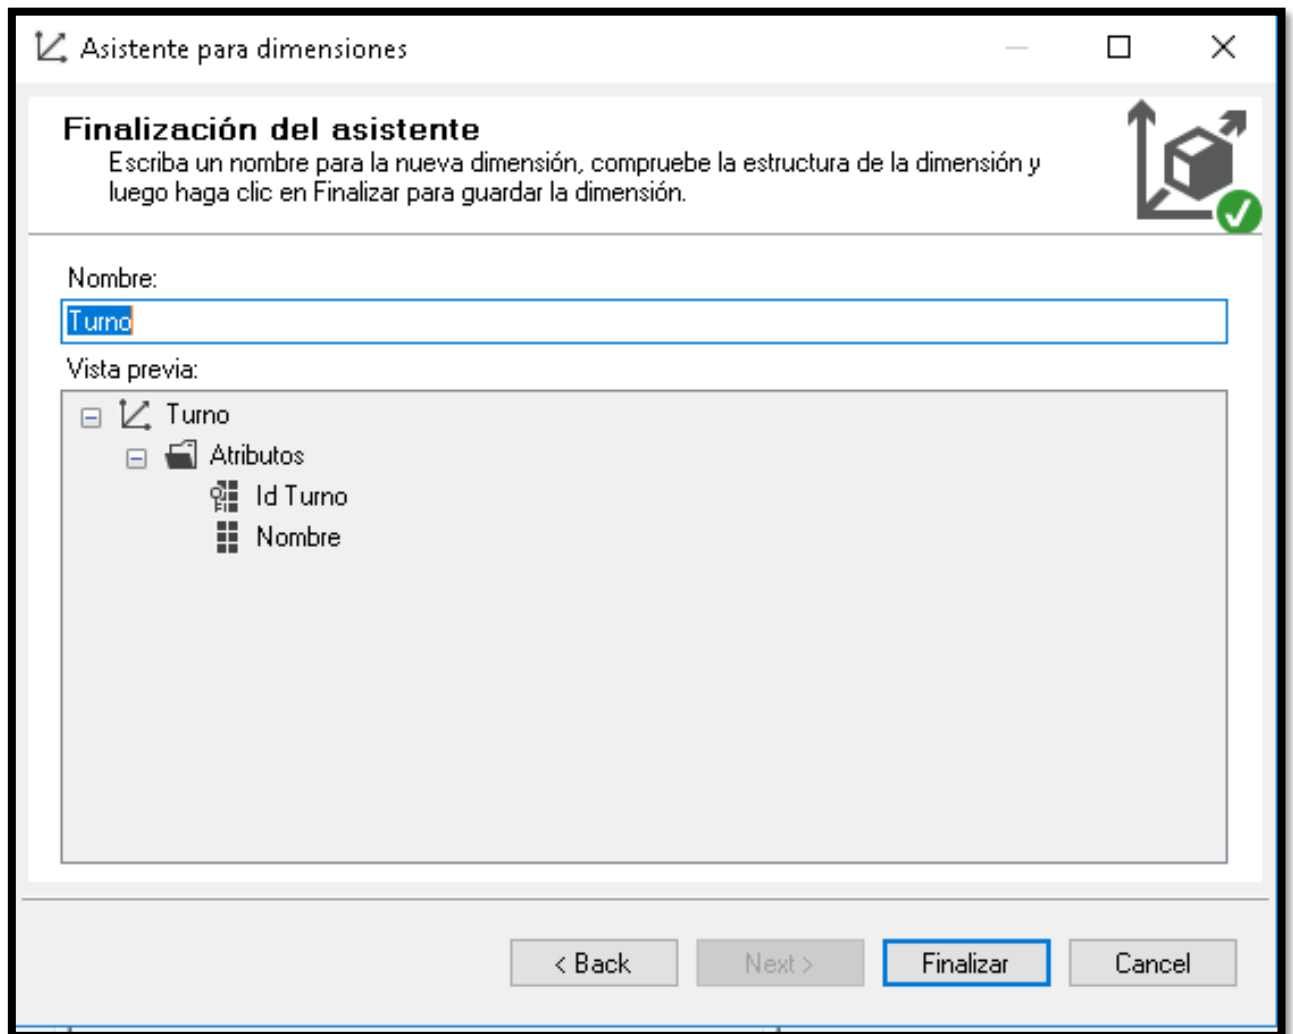 Asistente para dimensiones
Finalización del asistente
Escriba un nombre para la nueva dimensión, compruebe la estructura de la dimensión y
luego haga clic en Finalizar para guardar la dimensión.
Nombre:
Turno
Vista previa:
Turno
Atributos
Id Turno
Nombre
< Back
Next >
Finalizar
Cancel